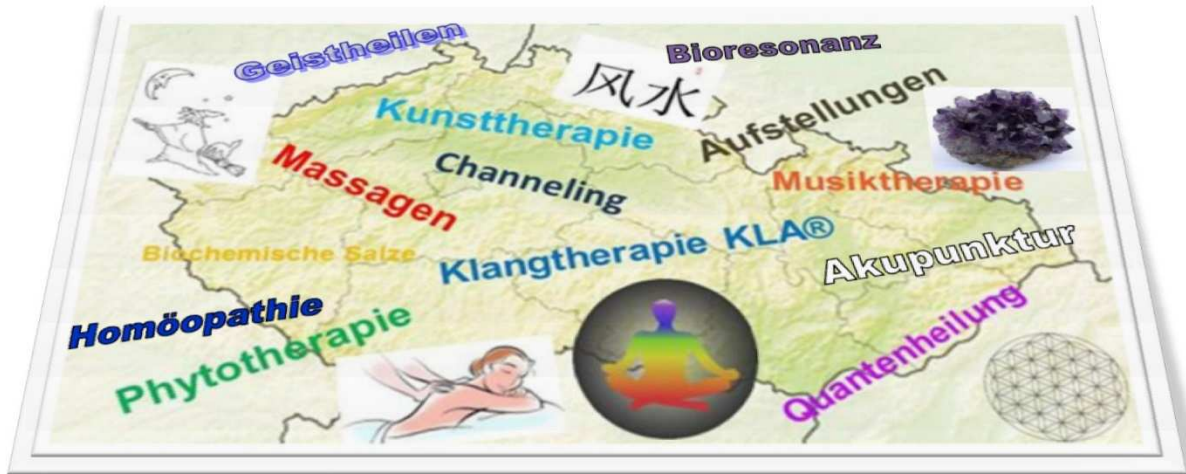 Geistheilen
Bioresonanz
风水
Kunsttherapie
Aufstellungen
Massagen
Channeling
Musiktherapie
Biochemische Salze
Klangtherapie KLA®
Akupunktur
Homöopathie
Phytotherapie
Quantenheilung